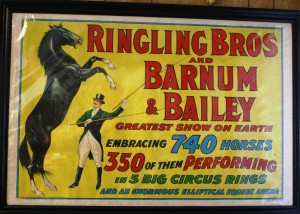 RINGLING BROS
AND
BARNUM
& BAILEY
GREATEST SHOW ON EARTH
EMBRACING 740 HORSES
350 OF THEM PERFORMING
IN 3 BIG CIRCUS RINGS
AND AN ENORMOUS ELLIPTICAL EQUINE ARENA